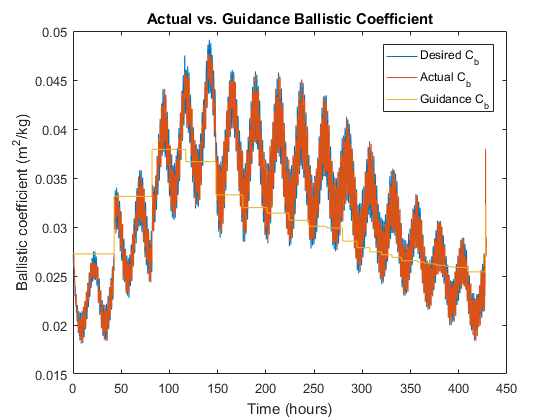 Actual vs. Guidance Ballistic Coefficient
Desired C_b
Actual C_b
Guidance C_b
Ballistic coefficient (m^2/kg)
0.05
0.045
0.04
0.035
0.03
0.025
0.02
0.015
0 50 100 150 200 250 300 350 400 450
Time (hours)